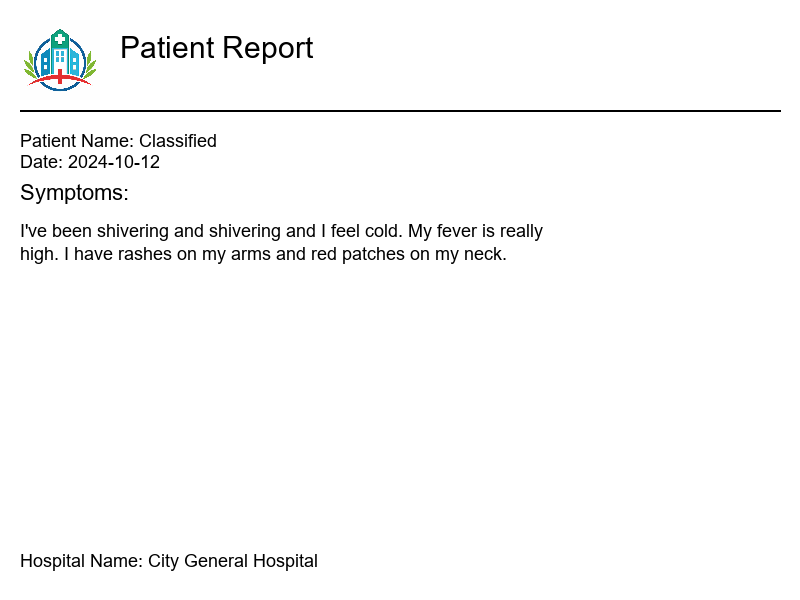 Patient Report
Patient Name: Classified
Date: 2024-10-12
Symptoms:
I've been shivering and shivering and I feel cold. My fever is really
high. I have rashes on my arms and red patches on my neck.
Hospital Name: City General Hospital